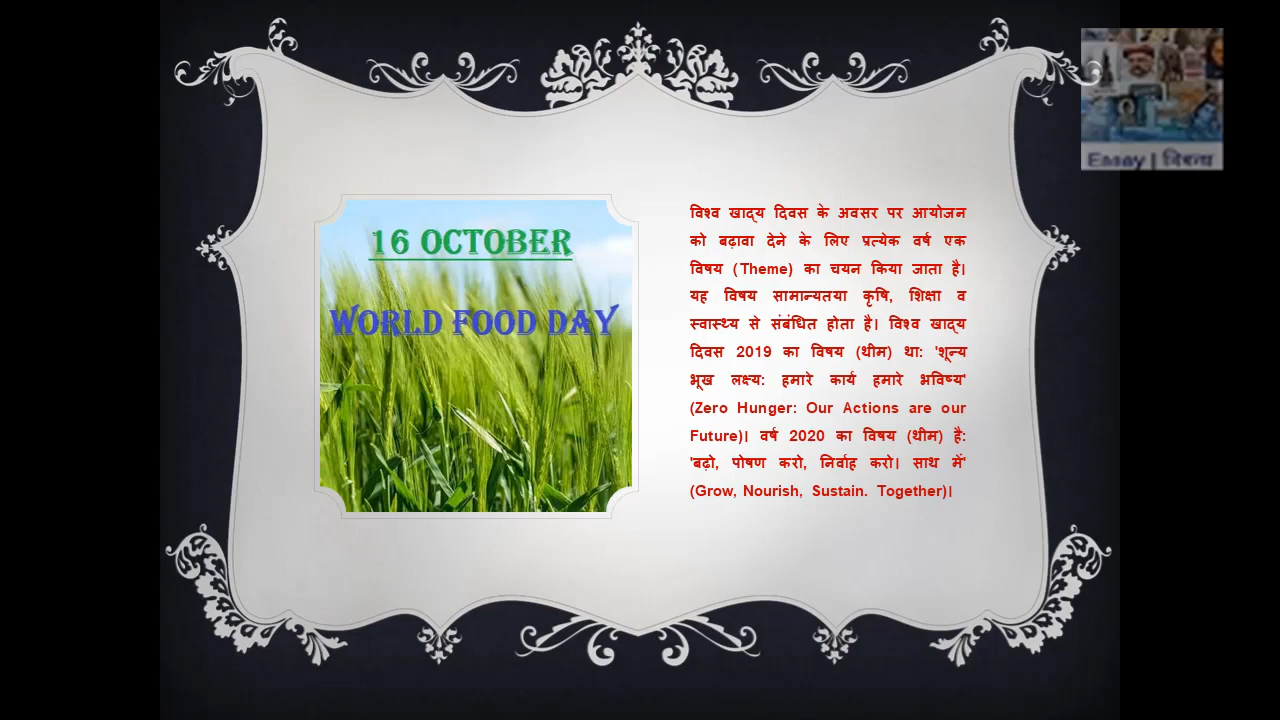 16 OCTOBER
WORLD FOOD DAY
विश्व खाद्य दिवस के अवसर पर आयोजन
को बढ़ावा देने के लिए प्रत्येक वर्ष एक
विषय (Theme) का चयन किया जाता है।
यह विषय सामान्यतया कृषि, शिक्षा व
स्वास्थ्य से संबंधित होता है। विश्व खाद्य
दिवस 2019 का विषय (थीम) था: 'शून्य
भूख लक्ष्य: हमारे कार्य हमारे भविष्य'
(Zero Hunger: Our Actions are our
Future)। वर्ष 2020 का विषय (थीम) है:
'बढ़ो, पोषण करो, निर्वाह करो। साथ में'
(Grow, Nourish, Sustain. Together)।
Essay | निबन्ध